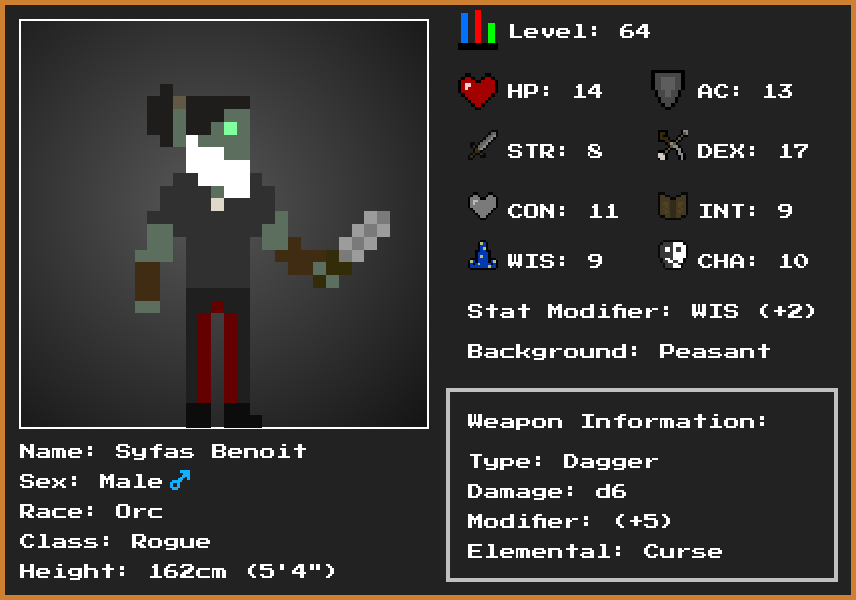 Level: 64
HP: 14
AC: 13
STR: 8
DEX: 17
CON: 11
INT: 9
WIS: 9
CHA: 10
Stat Modifier: WIS (+2)
Background: Peasant
Weapon Information:
Type: Dagger
Damage: d6
Modifier: (+5)
Elemental: Curse
Name: Syfas Benoit
Sex: Male ♂
Race: Orc
Class: Rogue
Height: 162cm (5'4")